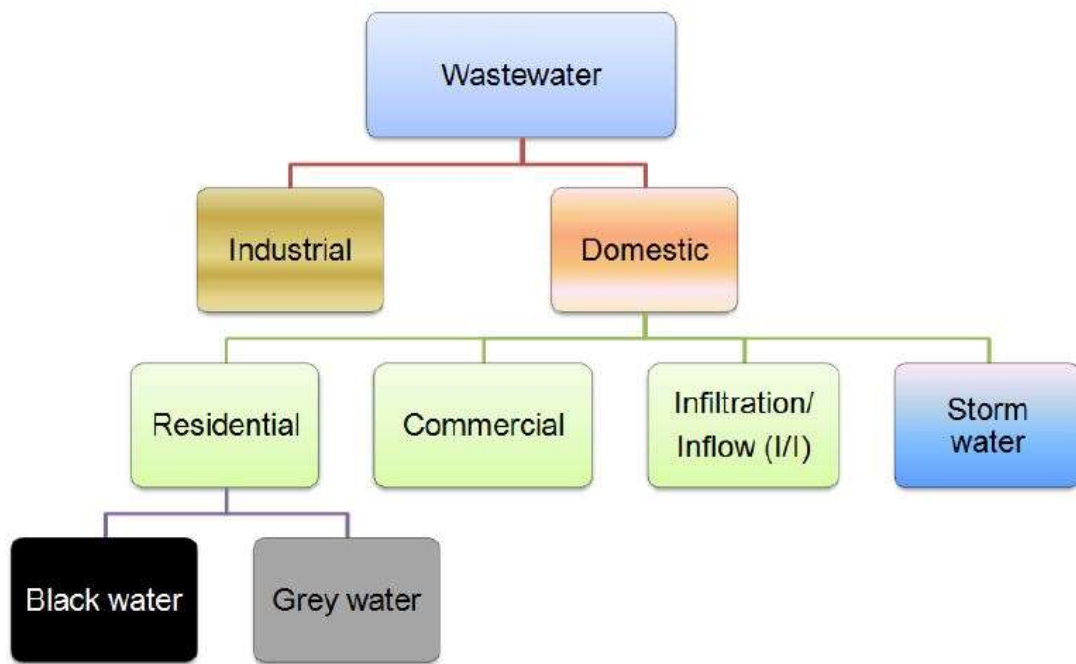 Wastewater
Industrial
Domestic
Residential
Commercial
Infiltration/
Inflow (I/I)
Storm
water
Black water
Grey water